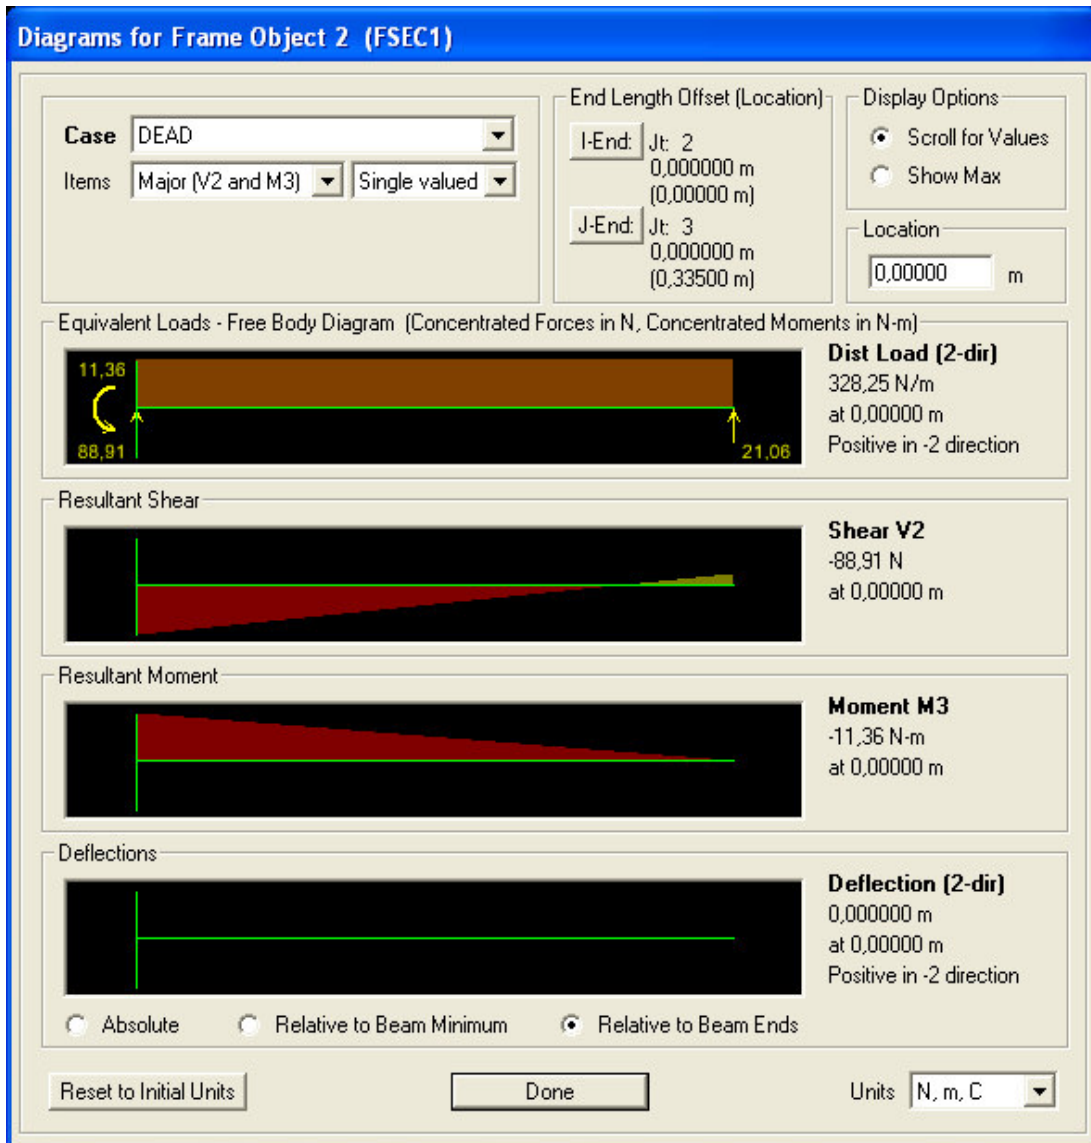 Diagrams for Frame Object 2 (FSEC1)
Case DEAD
Items Major (V2 and M3) Single valued
End Length Offset (Location)
I-End: Jt: 2
0,000000 m
(0,00000 m)
J-End: Jt: 3
0,000000 m
(0,33500 m)
Display Options
Scroll for Values
Show Max
Location
0,00000 m
Equivalent Loads - Free Body Diagram (Concentrated Forces in N, Concentrated Moments in N-m)
11,36
88,91
21,06
Dist Load (2-dir)
328,25 N/m
at 0,00000 m
Positive in -2 direction
Resultant Shear
Shear V2
-88,91 N
at 0,00000 m
Resultant Moment
Moment M3
-11,36 N-m
at 0,00000 m
Deflections
Deflection (2-dir)
0,000000 m
at 0,00000 m
Positive in -2 direction
Absolute Relative to Beam Minimum Relative to Beam Ends
Reset to Initial Units Done Units N, m, C